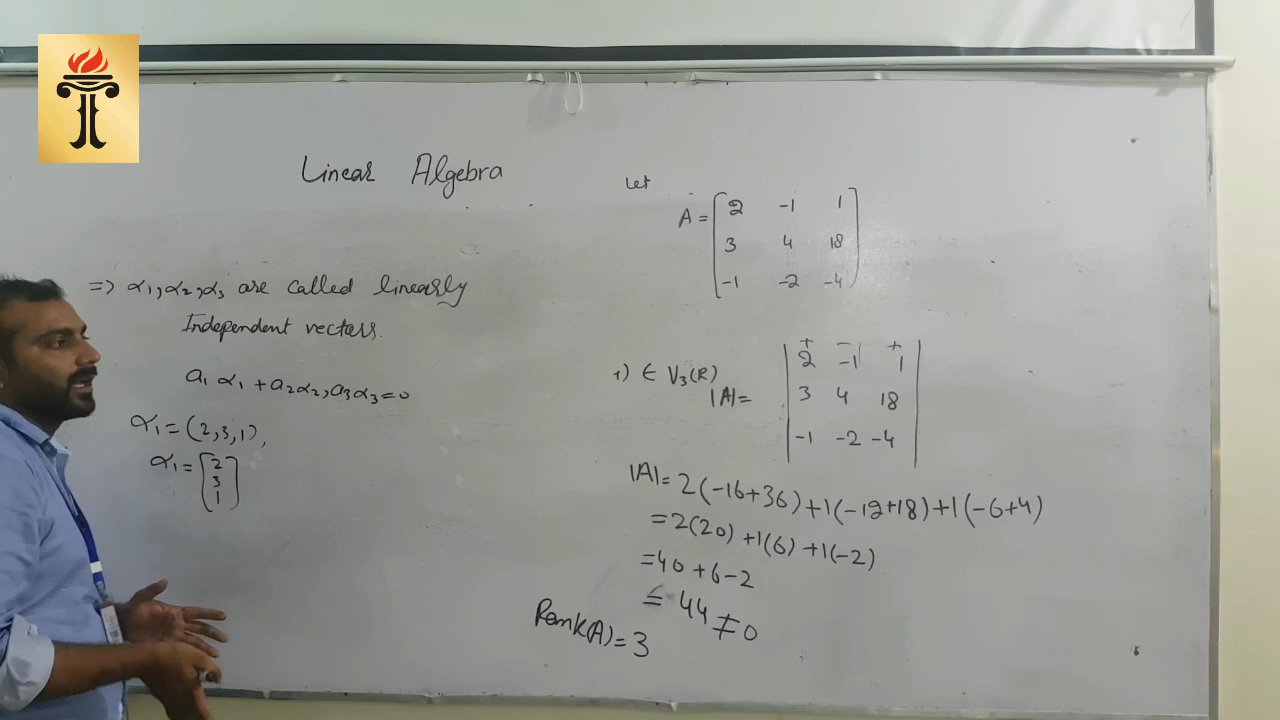 Linear Algebra
=> α₁,α₂,α₃ are called linearly
Independent vectors.
a₁α₁ + a₂α₂,a₃α₃=0
α₁=(2,3,1),
α₁=[2
3
1]
Let
A=[2 -1 1
3 4 18
-1 -2 -4]
1) ∈ V₃(R)
+ - +
|A|= |2 -1 1
3 4 18
-1 -2 -4|
|A|=2(-16+36)+1(-12+18)+1(-6+4)
=2(20)+1(6)+1(-2)
=40+6-2
= 44≠0
Rank(A)=3